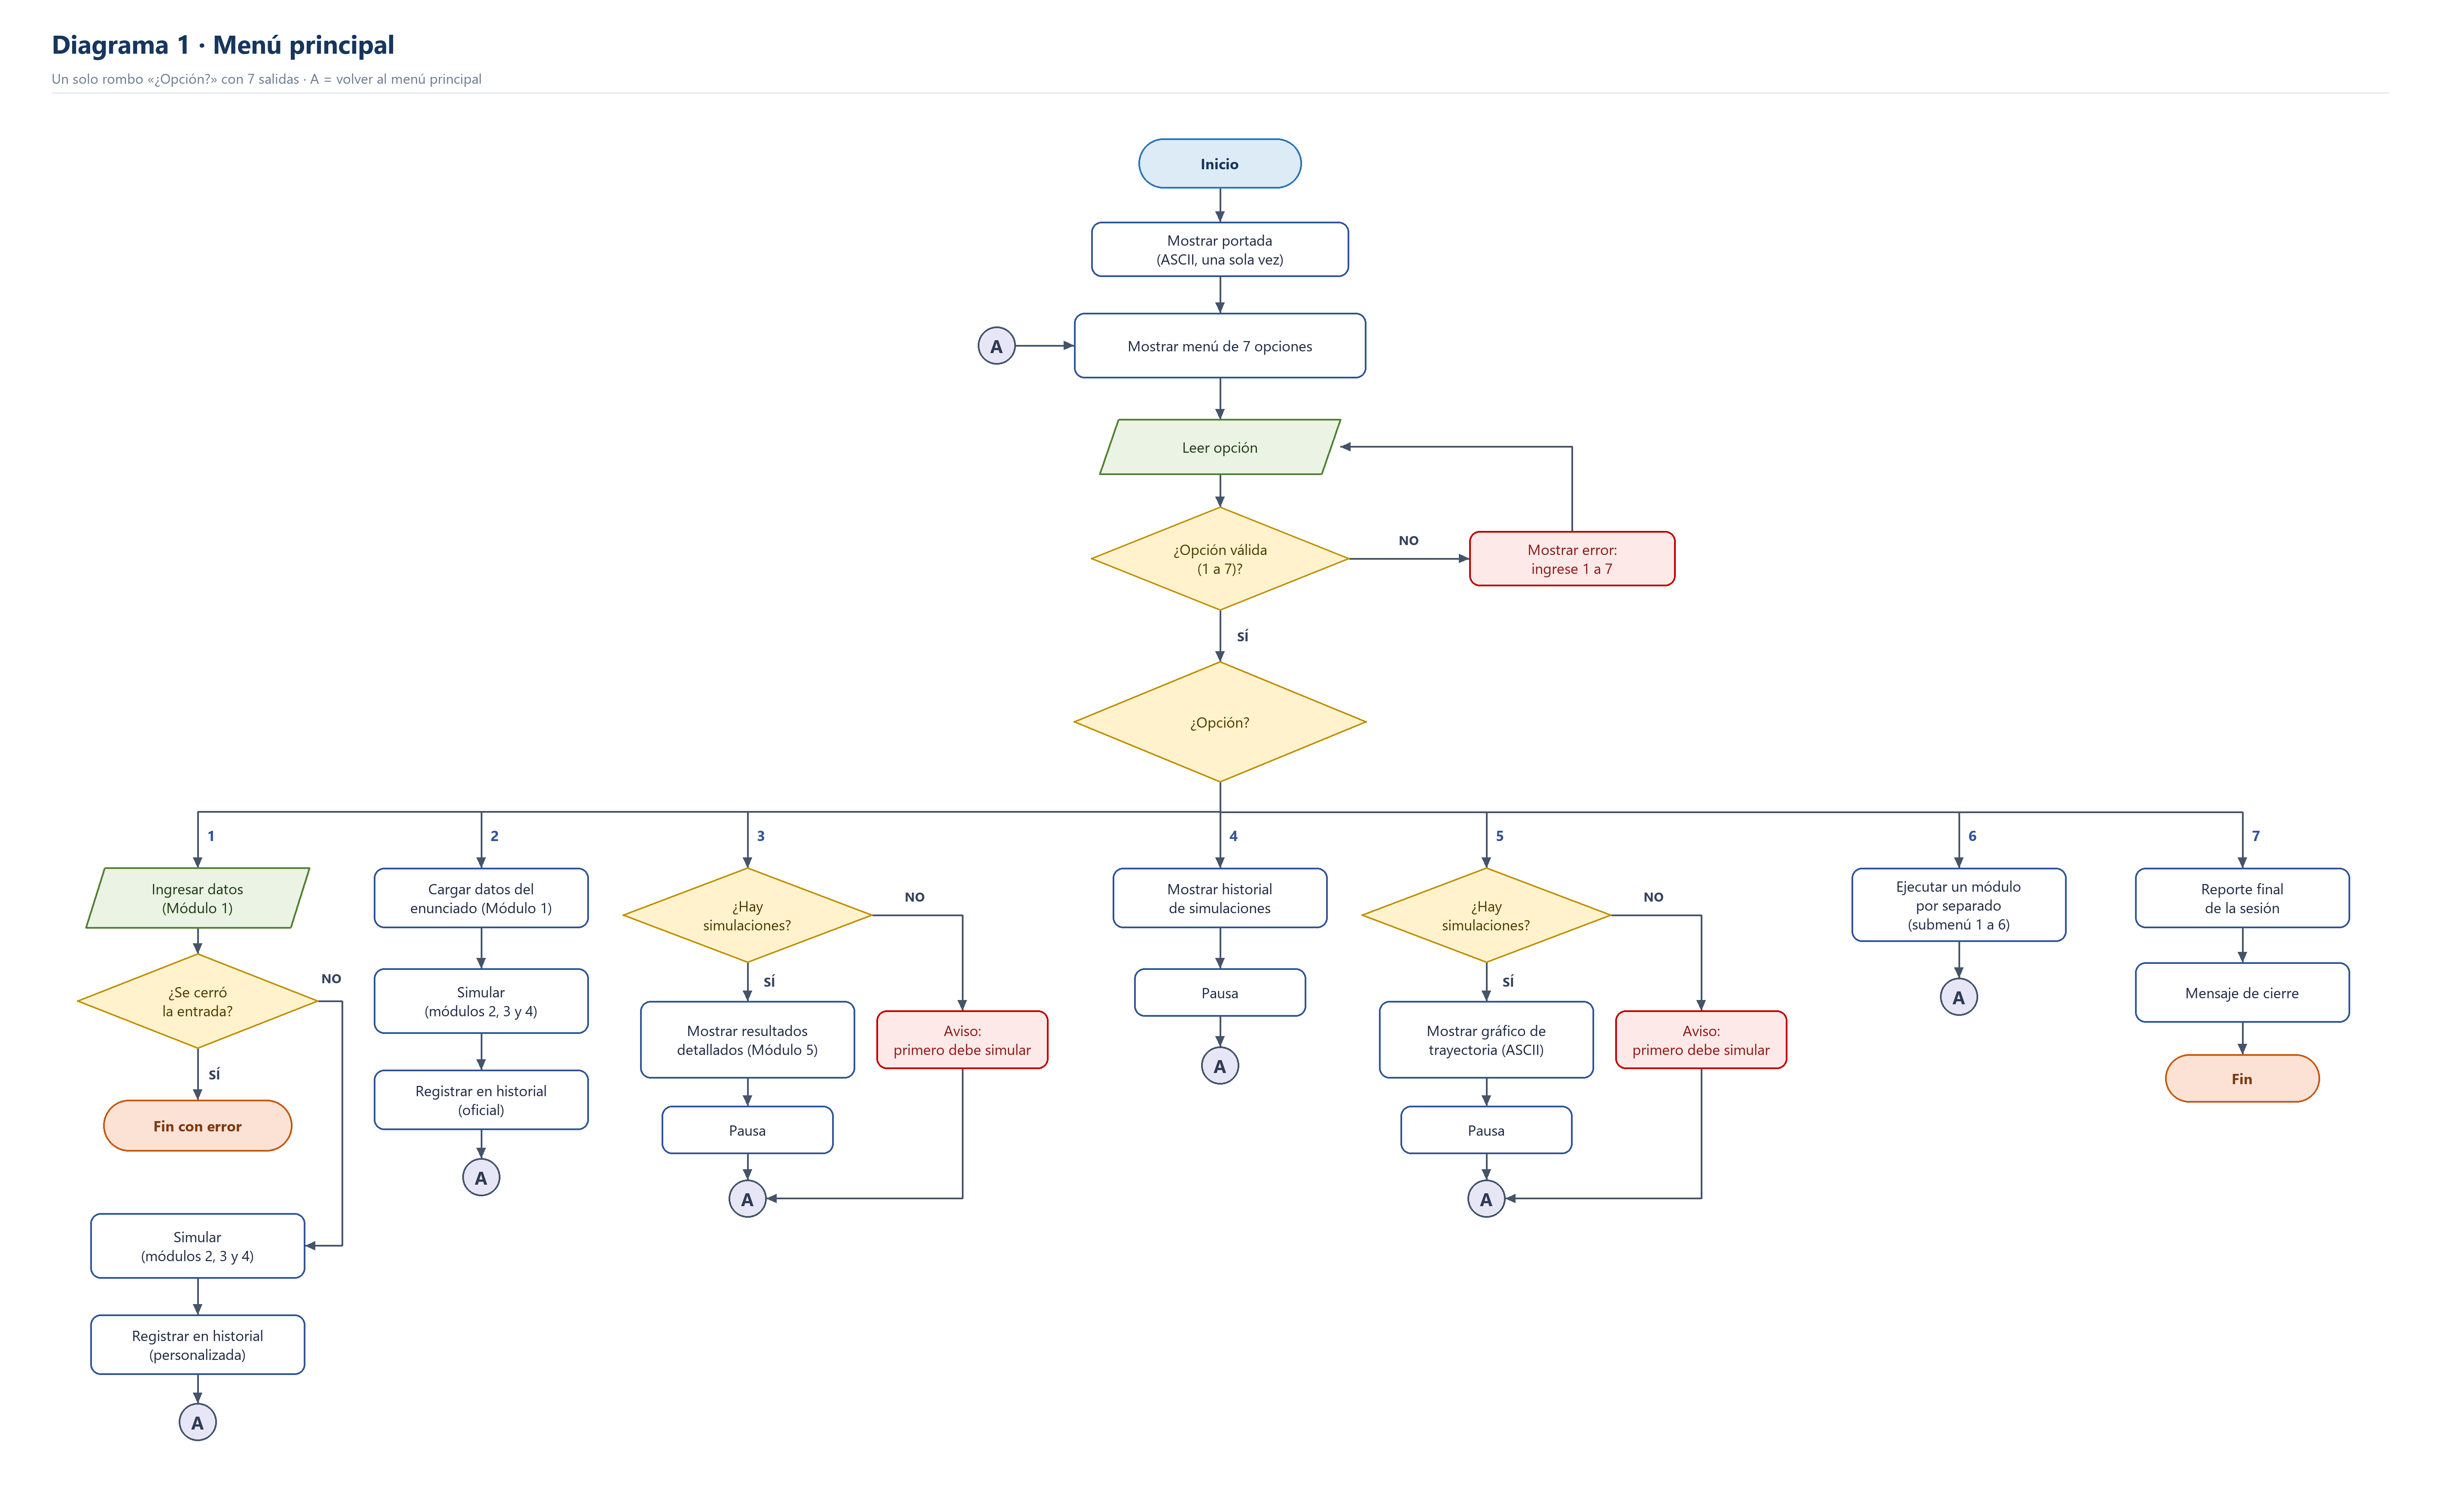 Diagrama 1 · Menú principal
Un solo rombo «¿Opción?» con 7 salidas · A = volver al menú principal
Inicio
Mostrar portada
(ASCII, una sola vez)
A
Mostrar menú de 7 opciones
Leer opción
¿Opción válida
(1 a 7)?
NO
Mostrar error:
ingrese 1 a 7
SÍ
¿Opción?
1
Ingresar datos
(Módulo 1)
¿Se cerró
la entrada?
NO
SÍ
Fin con error
Simular
(módulos 2, 3 y 4)
Registrar en historial
(personalizada)
A
2
Cargar datos del
enunciado (Módulo 1)
Simular
(módulos 2, 3 y 4)
Registrar en historial
(oficial)
A
3
¿Hay
simulaciones?
NO
SÍ
Mostrar resultados
detallados (Módulo 5)
Aviso:
primero debe simular
Pausa
A
4
Mostrar historial
de simulaciones
Pausa
A
5
¿Hay
simulaciones?
NO
SÍ
Mostrar gráfico de
trayectoria (ASCII)
Aviso:
primero debe simular
Pausa
A
6
Ejecutar un módulo
por separado
(submenú 1 a 6)
A
7
Reporte final
de la sesión
Mensaje de cierre
Fin